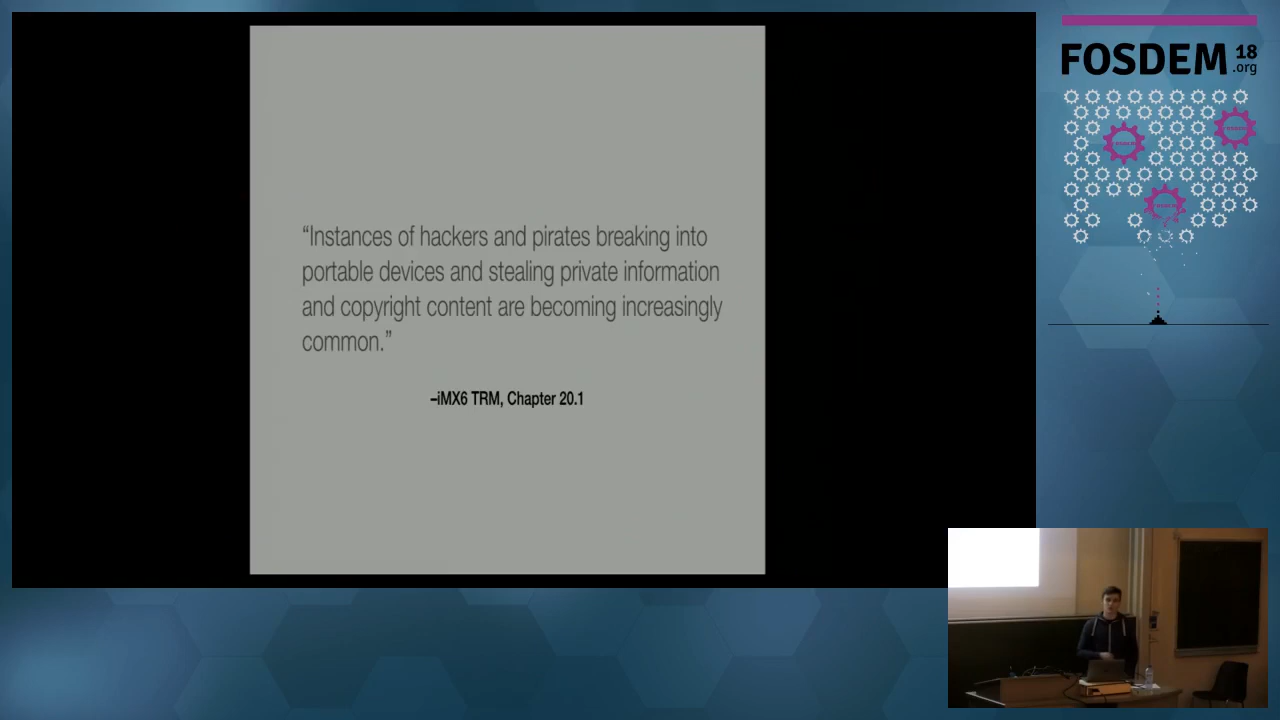 “Instances of hackers and pirates breaking into
portable devices and stealing private information
and copyright content are becoming increasingly
common.”
–iMX6 TRM, Chapter 20.1
FOSDEM 18
.org